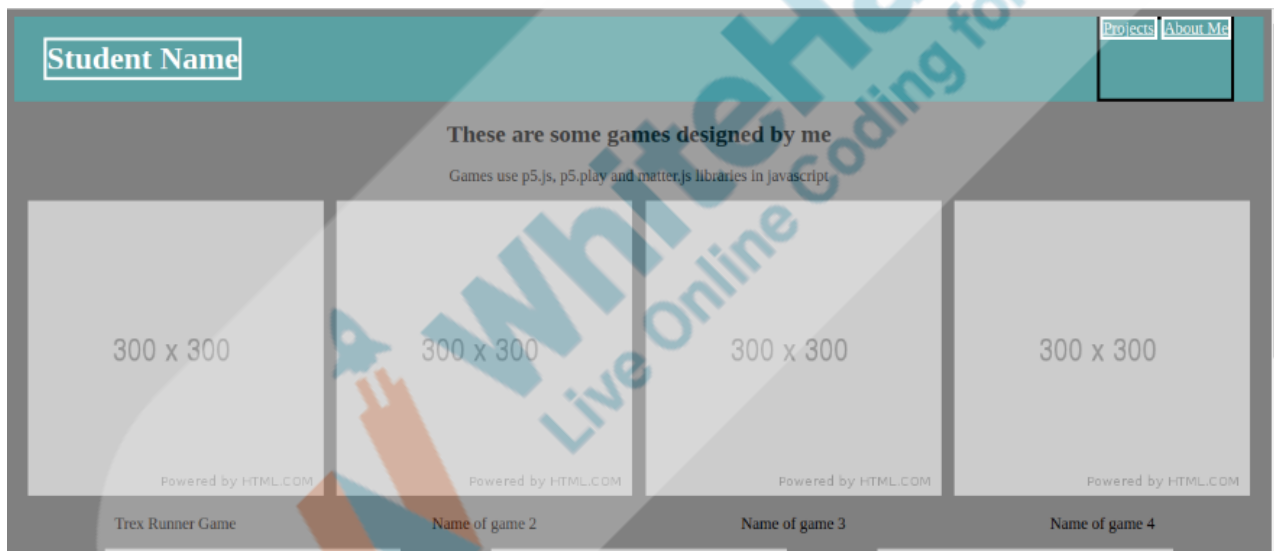 Student Name
Projects About Me
These are some games designed by me
Games use p5.js, p5.play and matter.js libraries in javascript
300 x 300 300 x 300 300 x 300 300 x 300
Powered by HTML.COM Powered by HTML.COM Powered by HTML.COM Powered by HTML.COM
Trex Runner Game Name of game 2 Name of game 3 Name of game 4
Live Online Coding for